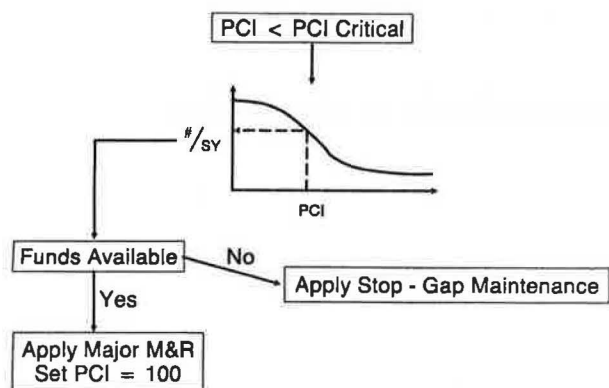 PCI < PCI Critical
#/SY
PCI
Funds Available
No
Apply Stop - Gap Maintenance
Yes
Apply Major M&R
Set PCI = 100